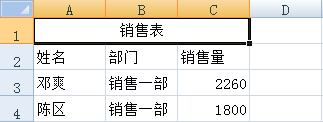 A B C D
1 销售表
2 姓名 部门 销售量
3 邓爽 销售一部 2260
4 陈区 销售一部 1800